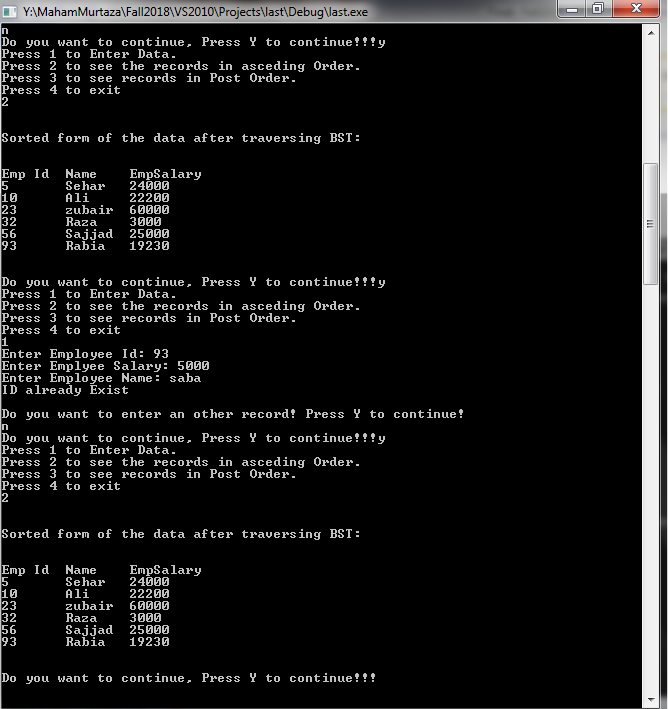 Y:\MahamMurtaza\Fall2018\VS2010\Projects\last\Debug\last.exe
n
Do you want to continue, Press Y to continue!!!y
Press 1 to Enter Data.
Press 2 to see the records in asceding Order.
Press 3 to see records in Post Order.
Press 4 to exit
2
Sorted form of the data after traversing BST:
Emp Id  Name    EmpSalary
5       Sehar   24000
10      Ali     22200
23      zubair  60000
32      Raza    3000
56      Sajjad  25000
93      Rabia   19230
Do you want to continue, Press Y to continue!!!y
Press 1 to Enter Data.
Press 2 to see the records in asceding Order.
Press 3 to see records in Post Order.
Press 4 to exit
1
Enter Employee Id: 93
Enter Emplyee Salary: 5000
Enter Employee Name: saba
ID already Exist
Do you want to enter an other record! Press Y to continue!
n
Do you want to continue, Press Y to continue!!!y
Press 1 to Enter Data.
Press 2 to see the records in asceding Order.
Press 3 to see records in Post Order.
Press 4 to exit
2
Sorted form of the data after traversing BST:
Emp Id  Name    EmpSalary
5       Sehar   24000
10      Ali     22200
23      zubair  60000
32      Raza    3000
56      Sajjad  25000
93      Rabia   19230
Do you want to continue, Press Y to continue!!!